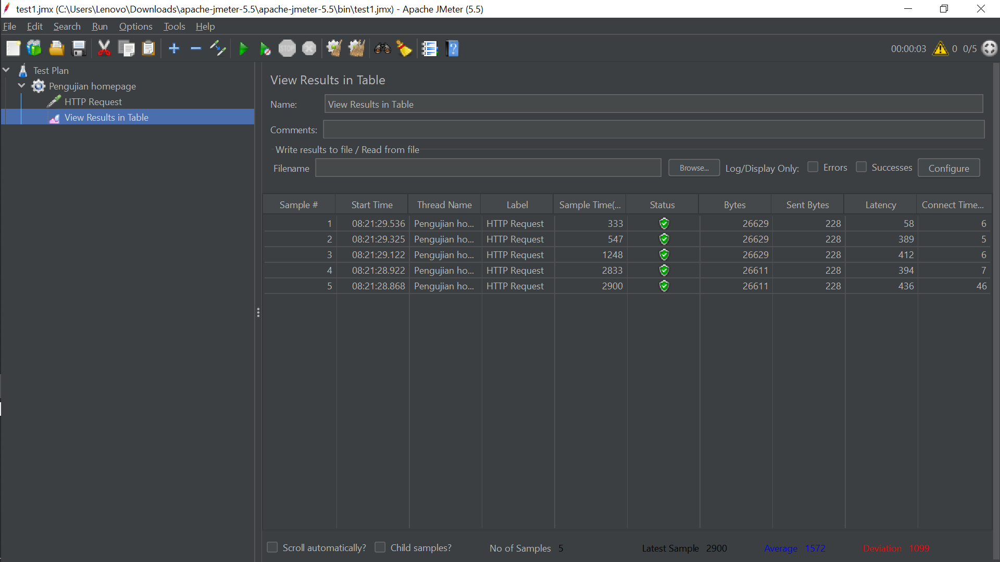 test1.jmx (C:\Users\Lenovo\Downloads\apache-jmeter-5.5\apache-jmeter-5.5\bin\test1.jmx) - Apache JMeter (5.5)
File Edit Search Run Options Tools Help
STOP ? 00:00:03 0 0/5
Test Plan
Pengujian homepage
HTTP Request
View Results in Table
View Results in Table
Name: View Results in Table
Comments:
Write results to file / Read from file
Filename Browse... Log/Display Only: Errors Successes Configure
Sample # Start Time Thread Name Label Sample Time(... Status Bytes Sent Bytes Latency Connect Time...
1 08:21:29.536 Pengujian ho... HTTP Request 333 26629 228 58 6
2 08:21:29.325 Pengujian ho... HTTP Request 547 26629 228 389 5
3 08:21:29.122 Pengujian ho... HTTP Request 1248 26629 228 412 6
4 08:21:28.922 Pengujian ho... HTTP Request 2833 26611 228 394 7
5 08:21:28.868 Pengujian ho... HTTP Request 2900 26611 228 436 46
Scroll automatically? Child samples? No of Samples 5 Latest Sample 2900 Average 1572 Deviation 1099